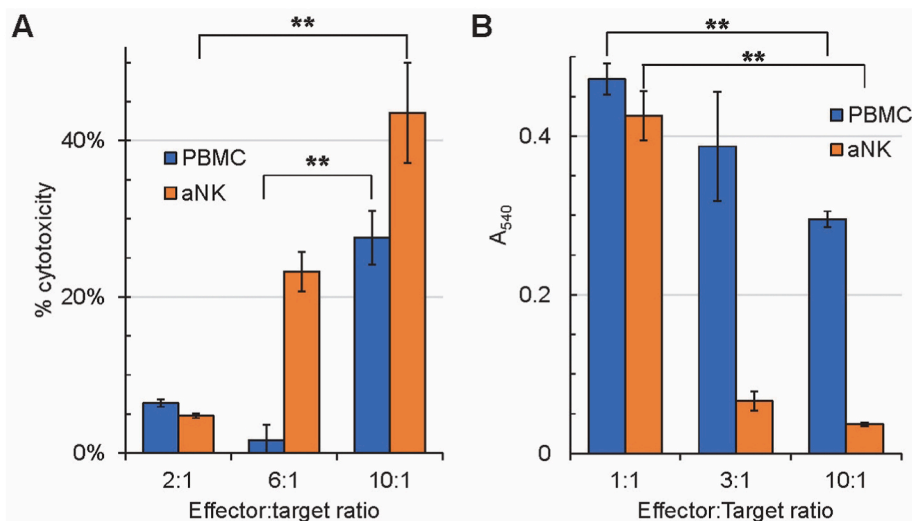 A
**
40%
PBMC
**
aNK
% cytotoxicity
20%
0%
2:1 6:1 10:1
Effector:target ratio
B
**
**
PBMC
aNK
0.4
A540
0.2
0
1:1 3:1 10:1
Effector:Target ratio